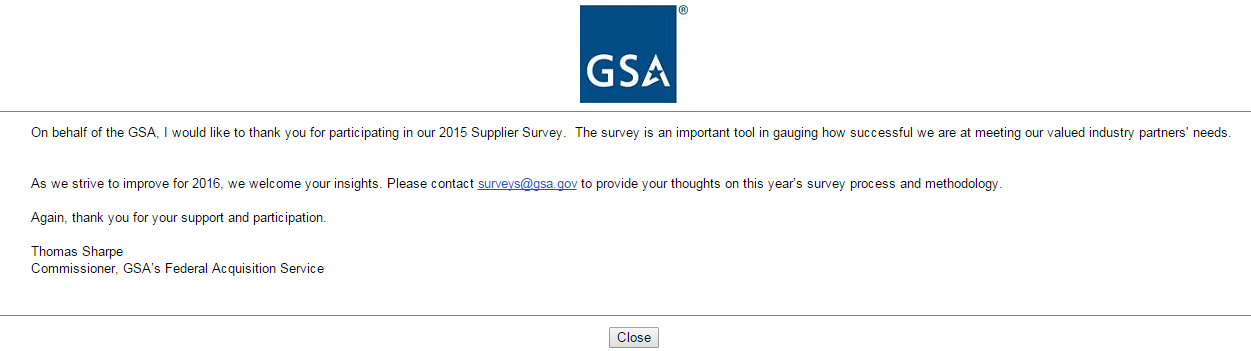 ®
GSA
On behalf of the GSA, I would like to thank you for participating in our 2015 Supplier Survey.  The survey is an important tool in gauging how successful we are at meeting our valued industry partners' needs.
As we strive to improve for 2016, we welcome your insights. Please contact surveys@gsa.gov to provide your thoughts on this year’s survey process and methodology.
Again, thank you for your support and participation.
Thomas Sharpe
Commissioner, GSA’s Federal Acquisition Service
Close